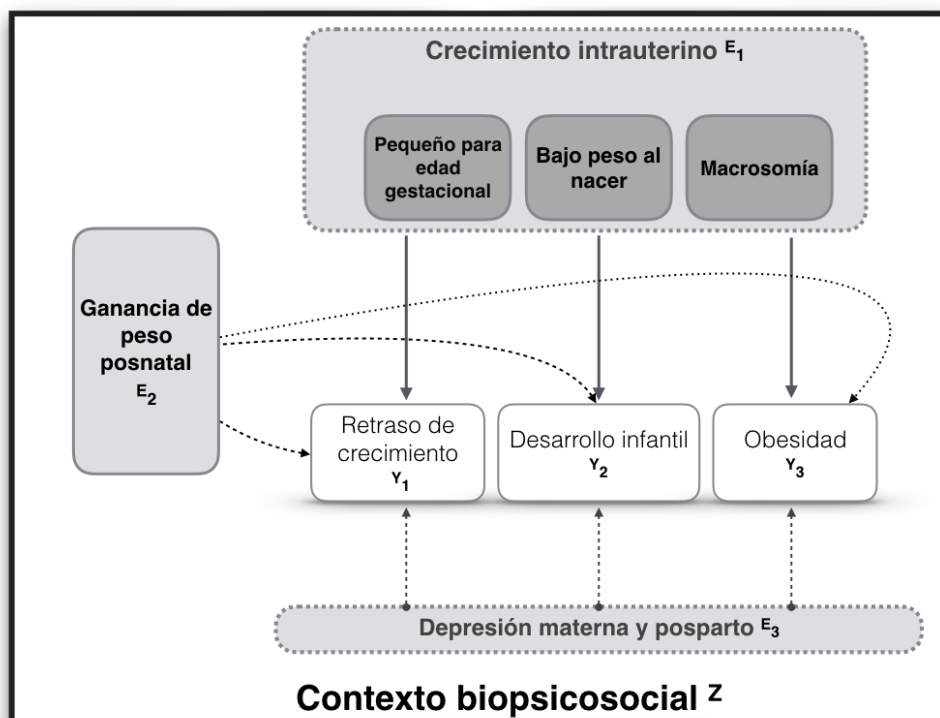 Crecimiento intrauterino E1
Pequeño para
edad
gestacional
Bajo peso al
nacer
Macrosomía
Ganancia de
peso
posnatal
E2
Retraso de
crecimiento
Y1
Desarrollo infantil
Y2
Obesidad
Y3
Depresión materna y posparto E3
Contexto biopsicosocial Z